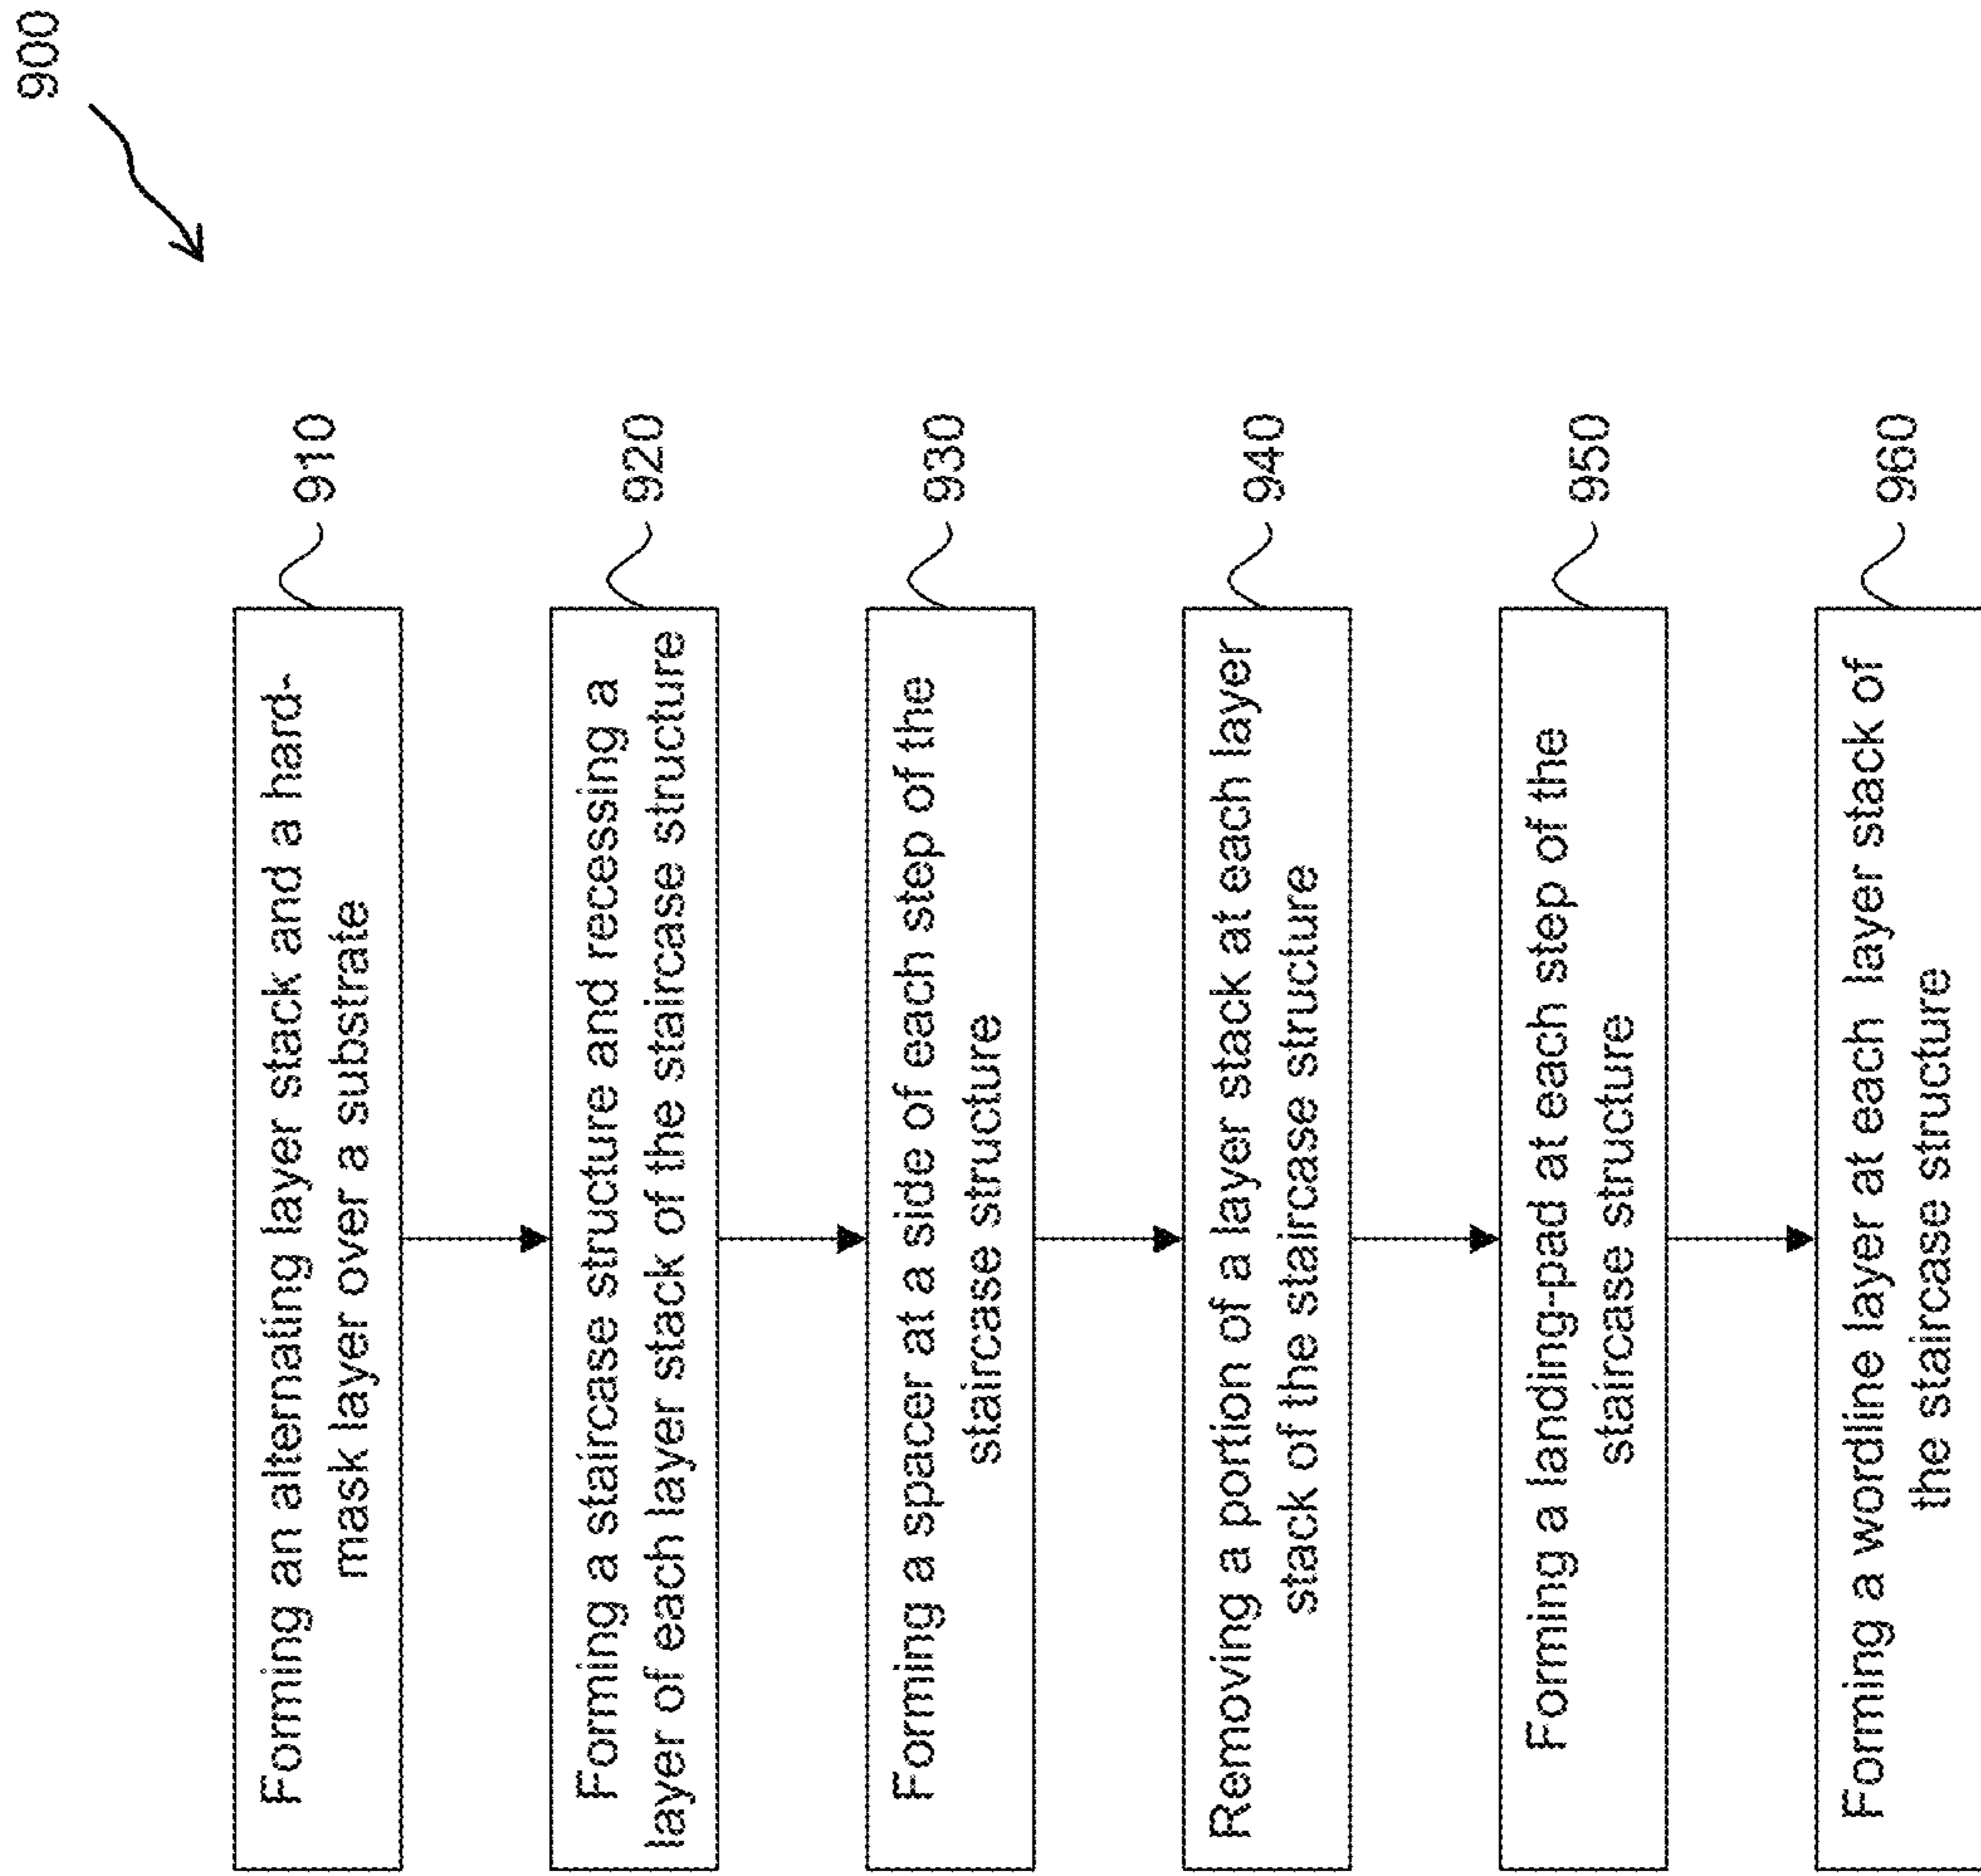 900
Forming an alternating layer stack and a hard-
mask layer over a substrate
910
Forming a staircase structure and recessing a
layer of each layer stack of the staircase structure
920
Forming a spacer at a side of each step of the
staircase structure
930
Removing a portion of a layer stack at each layer
stack of the staircase structure
940
Forming a landing-pad at each step of the
staircase structure
950
Forming a wordline layer at each layer stack of
the staircase structure
960